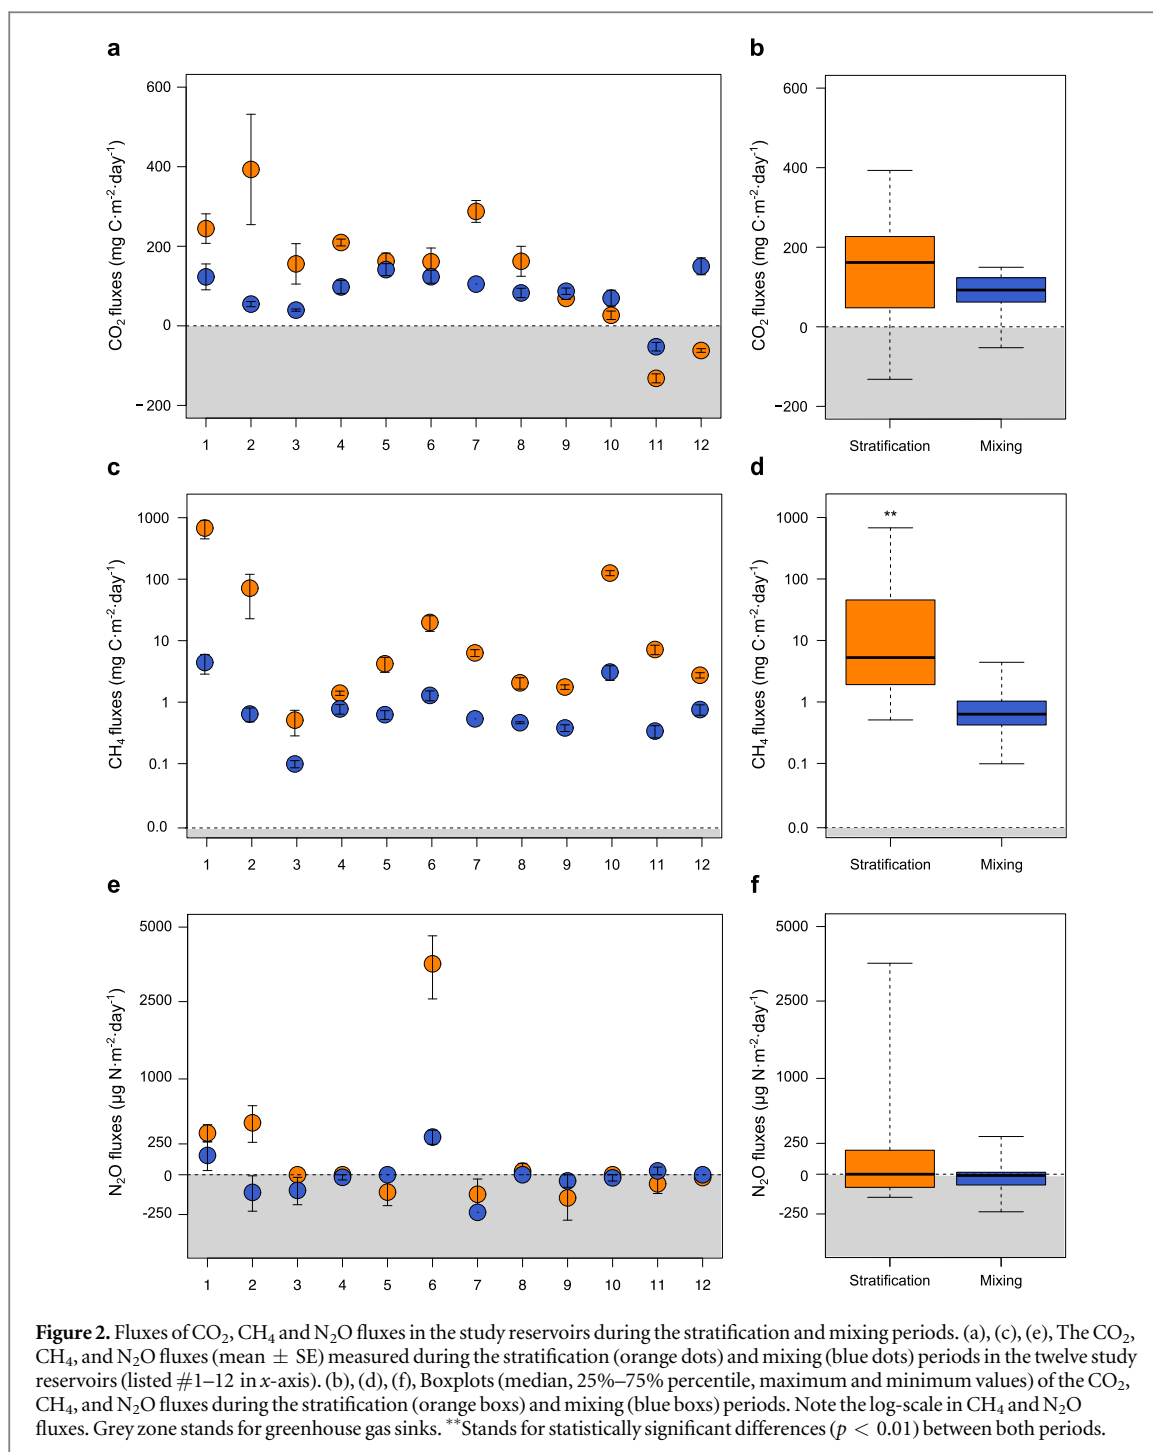 a
b
600
400
200
0
−200
CO2 fluxes (mg C·m-2·day-1)
1 2 3 4 5 6 7 8 9 10 11 12
600
400
200
0
−200
CO2 fluxes (mg C·m-2·day-1)
Stratification Mixing
c
d
1000
100
10
1
0.1
0.0
CH4 fluxes (mg C·m-2·day-1)
1 2 3 4 5 6 7 8 9 10 11 12
**
1000
100
10
1
0.1
0.0
CH4 fluxes (mg C·m-2·day-1)
Stratification Mixing
e
f
5000
2500
1000
250
0
-250
N2O fluxes (µg N·m-2·day-1)
1 2 3 4 5 6 7 8 9 10 11 12
5000
2500
1000
250
0
-250
N2O fluxes (µg N·m-2·day-1)
Stratification Mixing
Figure 2. Fluxes of CO2, CH4 and N2O fluxes in the study reservoirs during the stratification and mixing periods. (a), (c), (e), The CO2,
CH4, and N2O fluxes (mean ± SE) measured during the stratification (orange dots) and mixing (blue dots) periods in the twelve study
reservoirs (listed #1–12 in x-axis). (b), (d), (f), Boxplots (median, 25%–75% percentile, maximum and minimum values) of the CO2,
CH4, and N2O fluxes during the stratification (orange boxs) and mixing (blue boxs) periods. Note the log-scale in CH4 and N2O
fluxes. Grey zone stands for greenhouse gas sinks. **Stands for statistically significant differences (p < 0.01) between both periods.